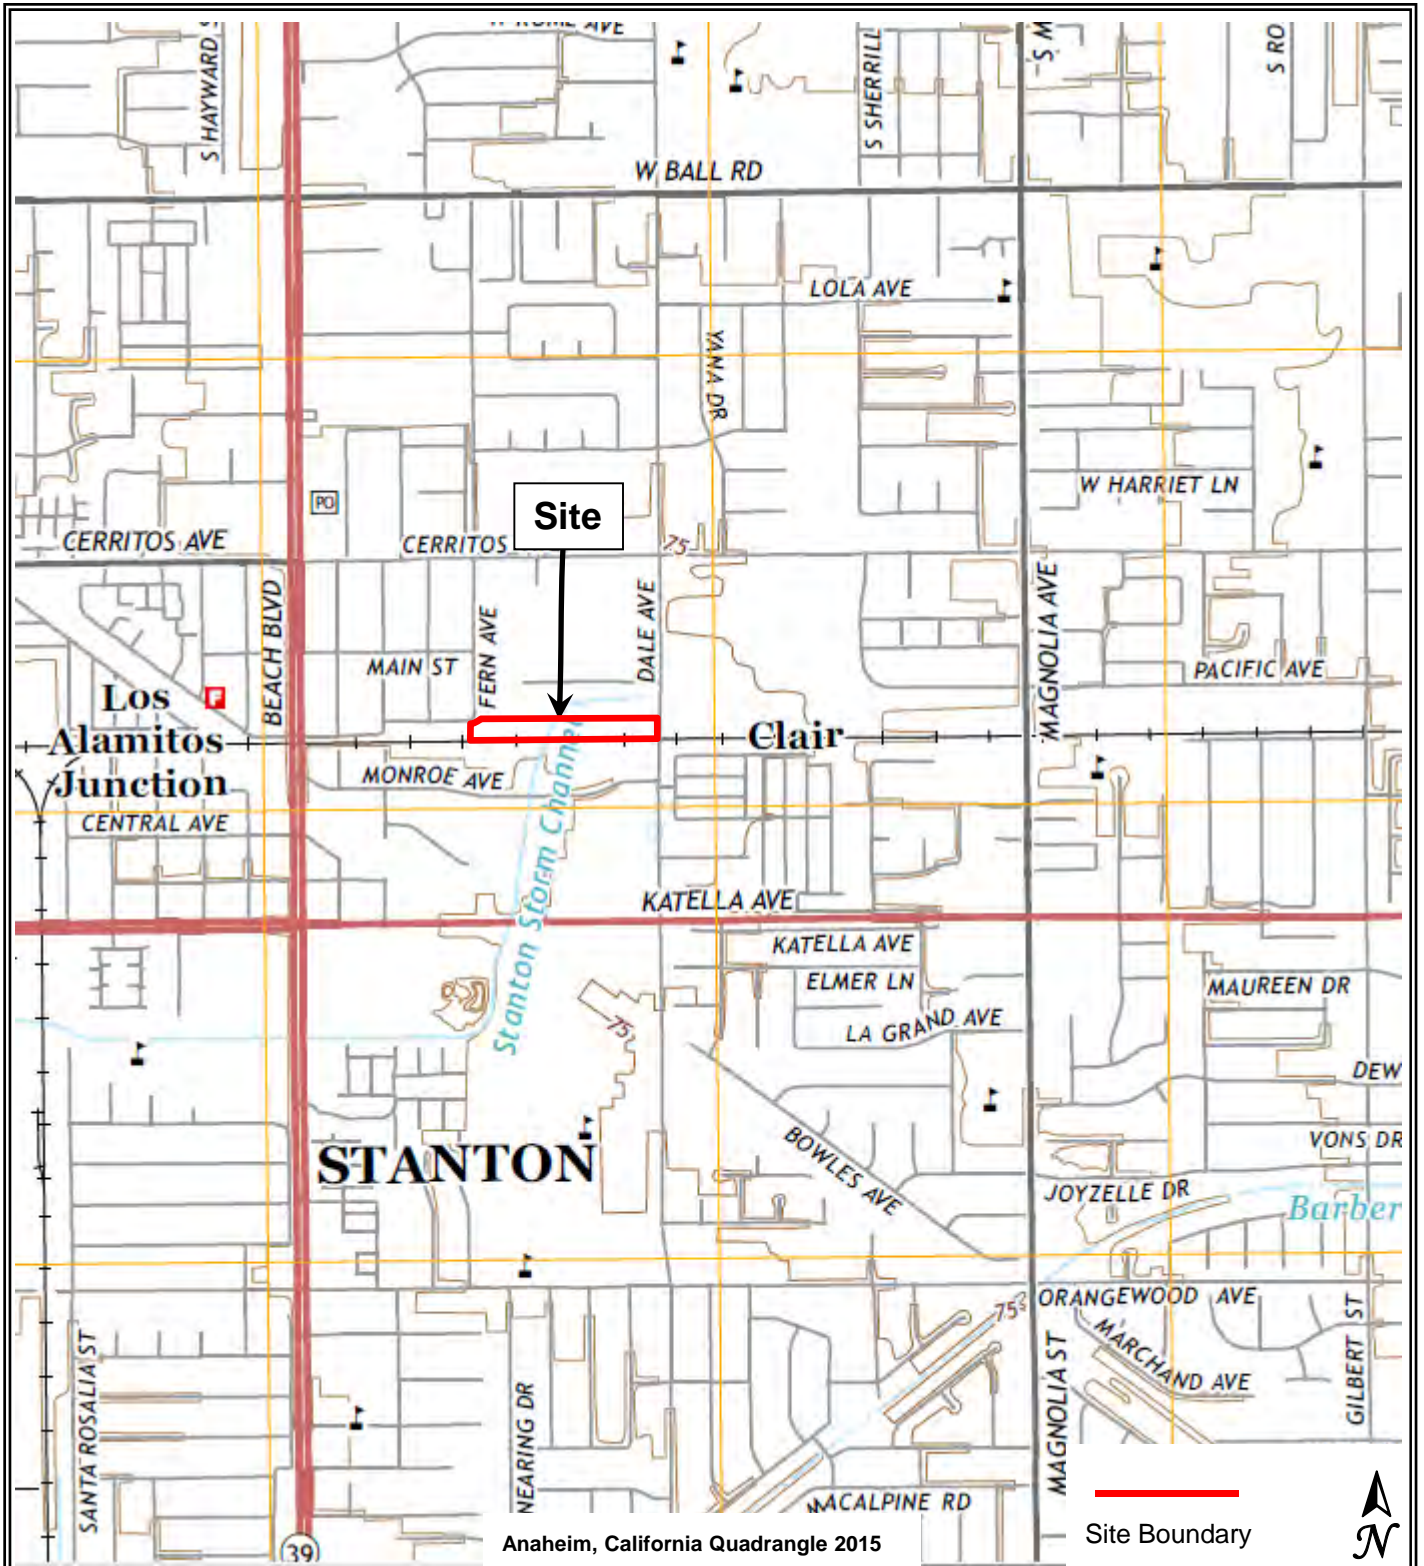 W ROME AVE
S HAYWARD ST
S SHERRILL
S RO
W BALL RD
LOLA AVE
YANA DR
W HARRIET LN
PO
Site
CERRITOS AVE
CERRITOS
75
BEACH BLVD
FERN AVE
DALE AVE
MAGNOLIA AVE
MAIN ST
PACIFIC AVE
F
Los
Alamitos
Junction
Clair
MONROE AVE
CENTRAL AVE
Stanton Storm Channel
KATELLA AVE
KATELLA AVE
ELMER LN
MAUREEN DR
LA GRAND AVE
75
DEW
BOWLES AVE
VONS DR
STANTON
JOYZELLE DR
Barber
ORANGEWOOD AVE
75
MARCHAND AVE
GILBERT ST
SANTA ROSALIA ST
NEARING DR
MAGNOLIA ST
MACALPINE RD
39
Anaheim, California Quadrangle 2015
Site Boundary
N